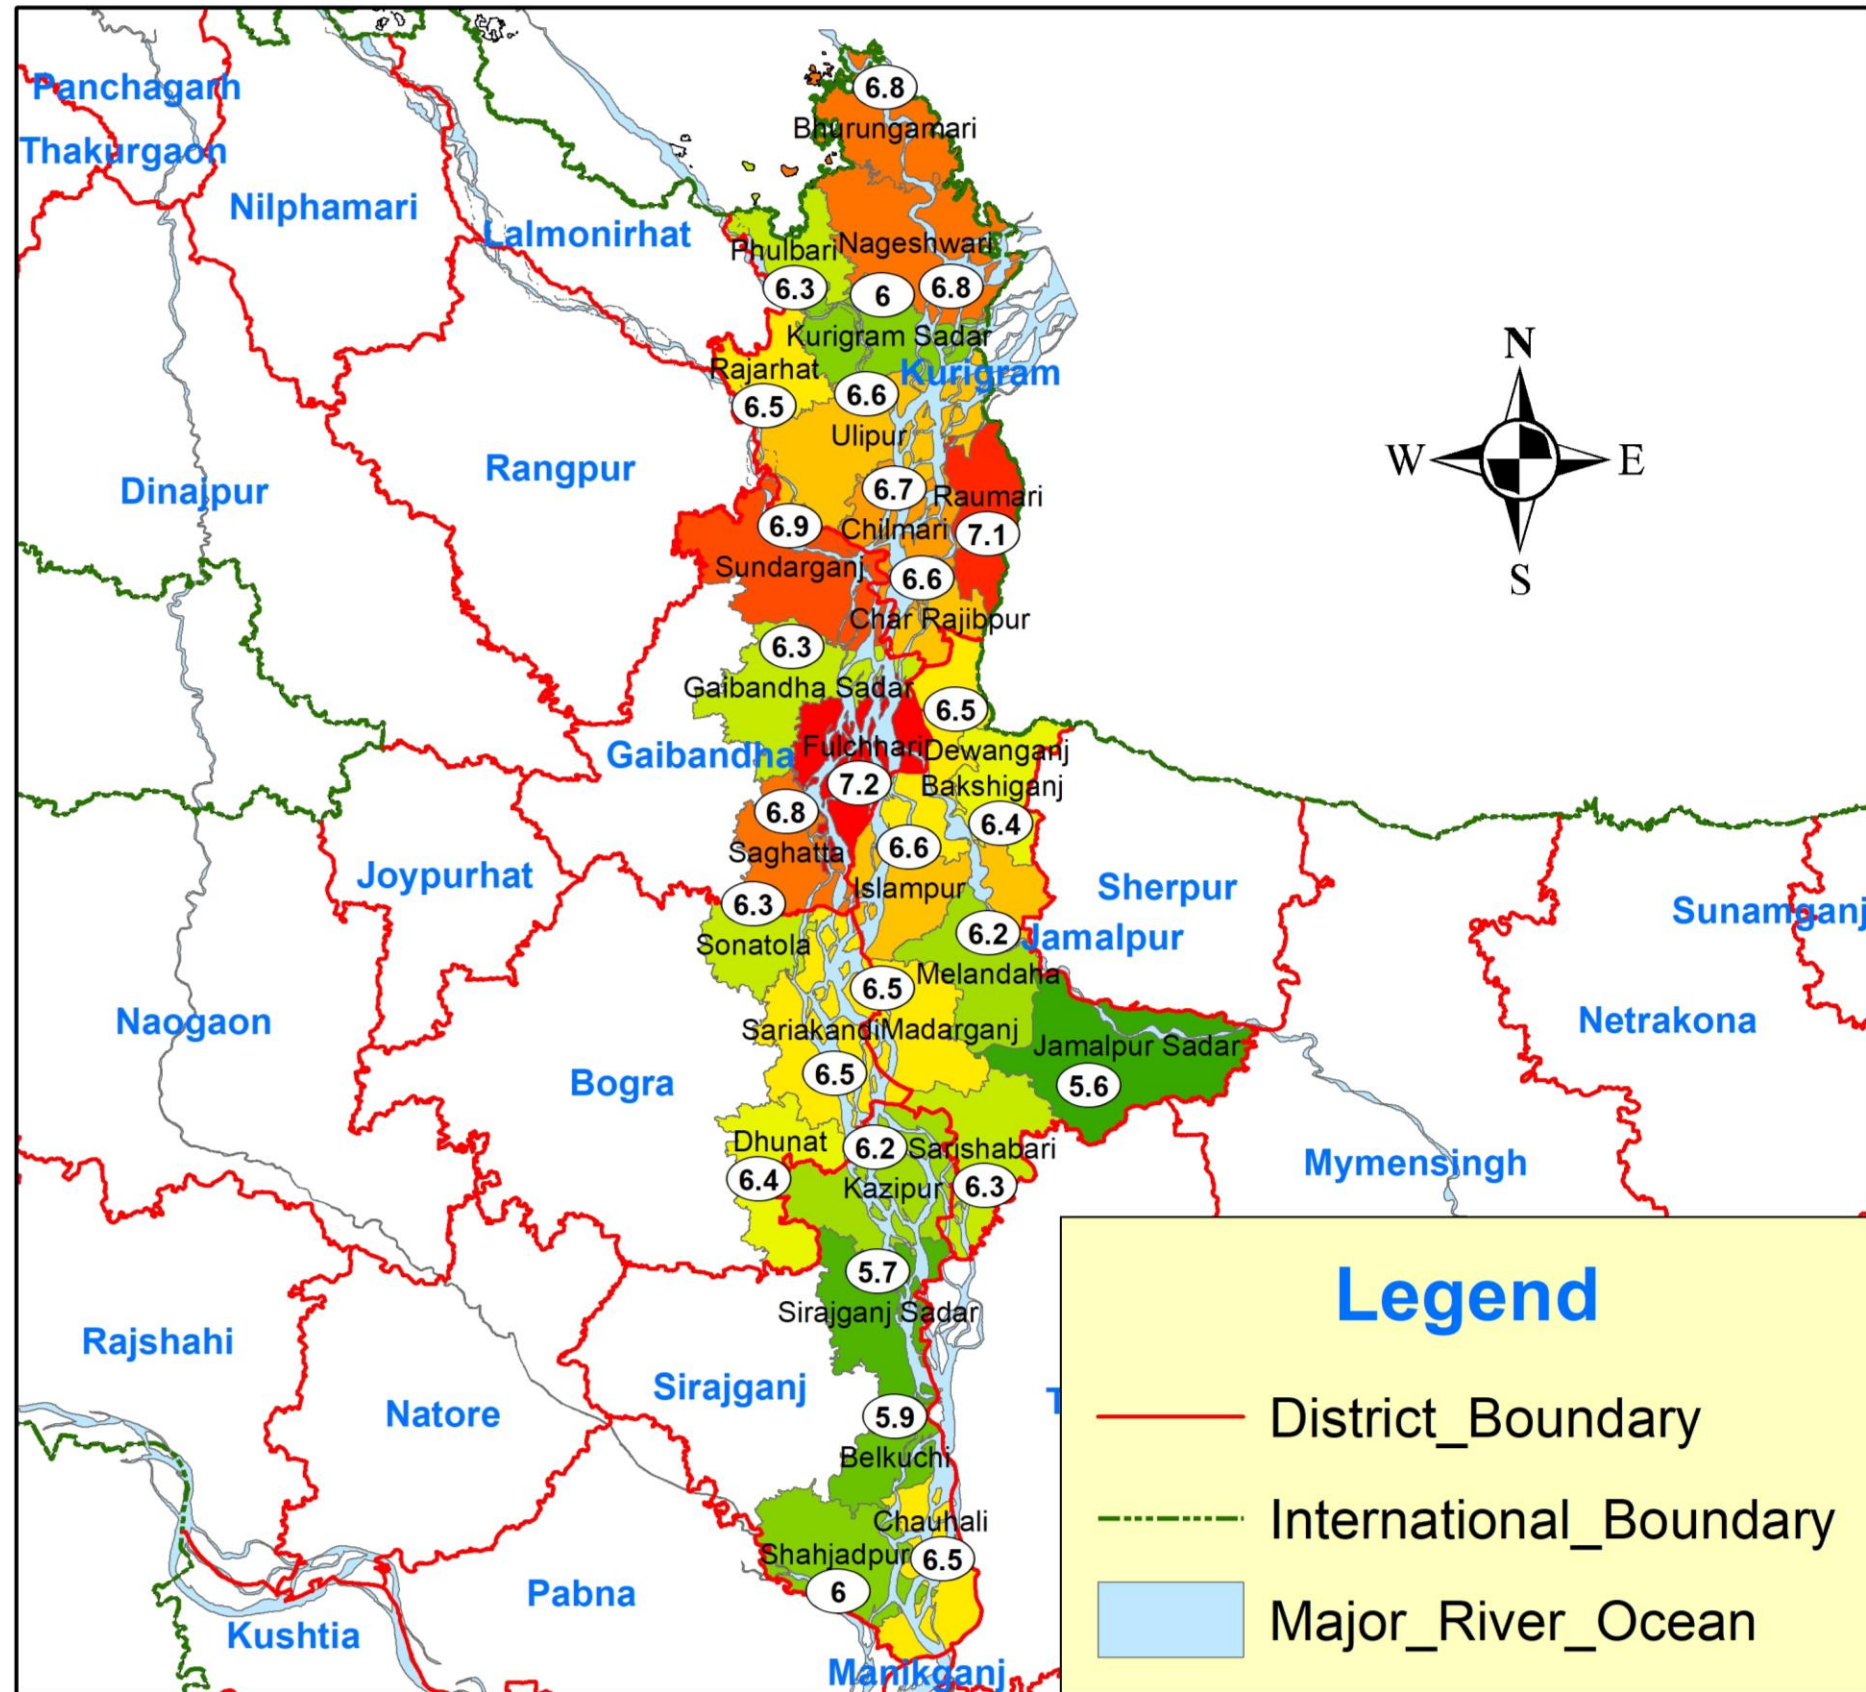 Panchagarh
Thakurgaon
Nilphamari
Lalmonirhat
6.8
Bhurungamari
Phulbari
Nageshwari
6.3
6
6.8
Kurigram Sadar
Rajarhat
Kurigram
6.5
6.6
Ulipur
Dinajpur
Rangpur
6.7
Raumari
6.9
Chilmari
7.1
Sundarganj
6.6
Char Rajibpur
6.3
Gaibandha Sadar
6.5
Gaibandha
Fulchhari
Dewanganj
7.2
Bakshiganj
6.8
6.4
Saghatta
6.6
Joypurhat
Islampur
Sherpur
6.3
Sunamganj
Sonatola
6.2
Jamalpur
Melandaha
6.5
Naogaon
Sariakandi
Madarganj
Netrakona
Jamalpur Sadar
6.5
5.6
Bogra
Dhunat
6.2
Sarishabari
Mymensingh
6.4
Kazipur
6.3
5.7
Sirajganj Sadar
Rajshahi
Sirajganj
T
Natore
5.9
Belkuchi
Chauhali
Shahjadpur
6.5
6
Pabna
Kushtia
Manikganj
N
W
E
S
Legend
District_Boundary
International_Boundary
Major_River_Ocean